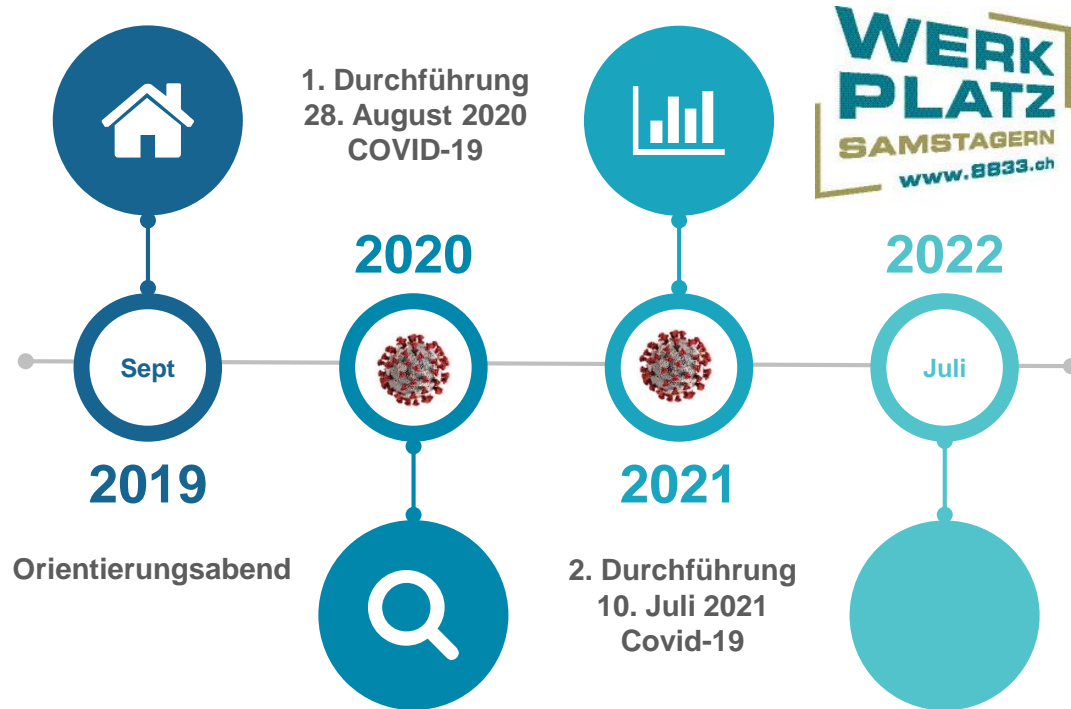 WERK
PLATZ
SAMSTAGERN
www.8833.ch
1. Durchführung
28. August 2020
COVID-19
2020
2022
Sept
Juli
2019
2021
Orientierungsabend
2. Durchführung
10. Juli 2021
Covid-19